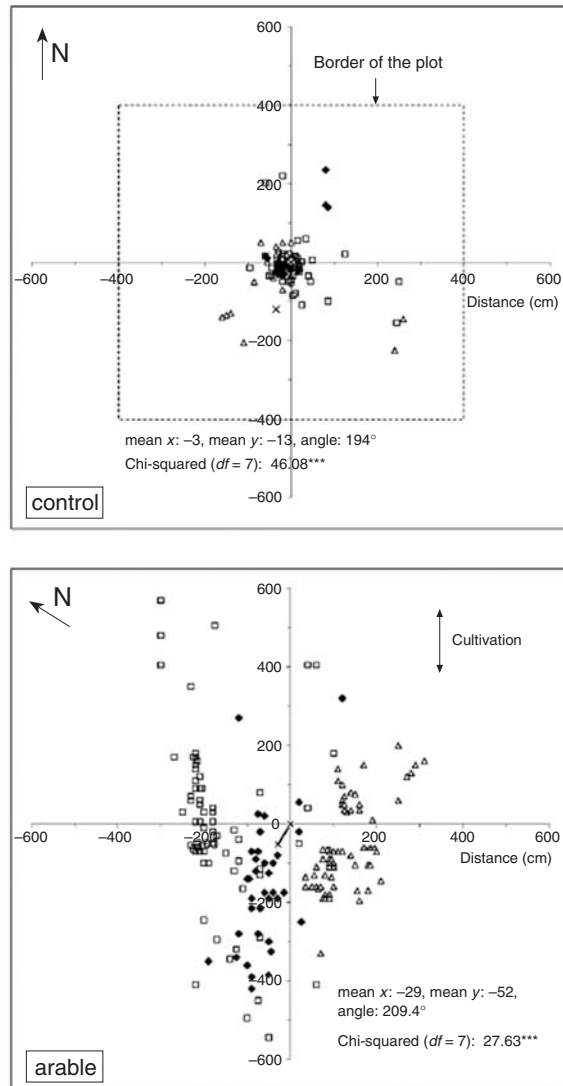 600
N
Border of the plot
400
200
0
−600 −400 −200 0 200 400 600
Distance (cm)
−200
−400
mean x: −3, mean y: −13, angle: 194°
Chi-squared (df = 7): 46.08***
−600
control
600
N
Cultivation
400
200
0
−600 −400 −200 0 200 400 600
Distance (cm)
−200
−400
mean x: −29, mean y: −52,
angle: 209.4°
Chi-squared (df = 7): 27.63***
−600
arable